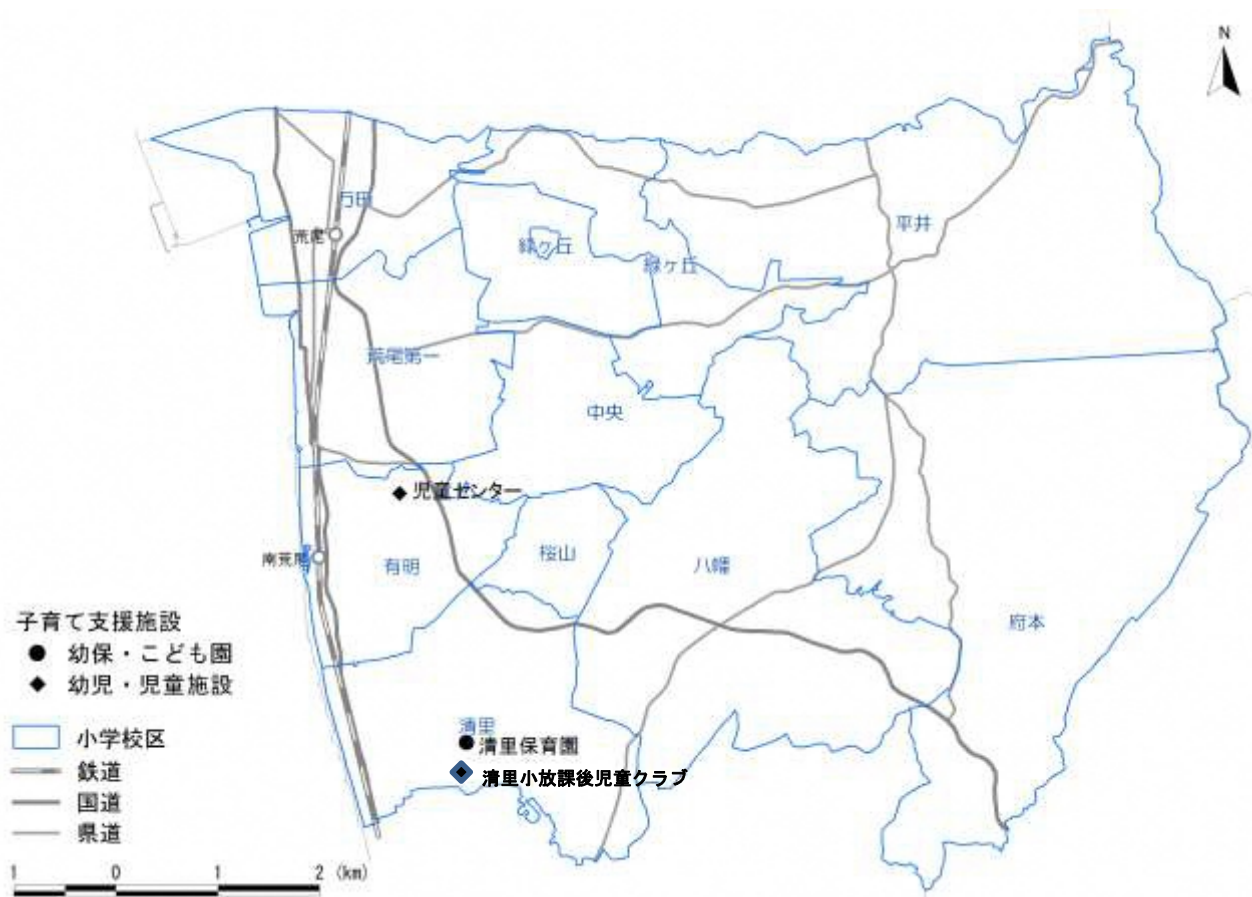 N
万田
荒尾
緑ヶ丘
緑ヶ丘
平井
荒尾第一
中央
児童センター
南荒尾
有明
桜山
八幡
府本
子育て支援施設
幼保・こども園
幼児・児童施設
小学校区
鉄道
国道
県道
清里
清里保育園
清里小放課後児童クラブ
1 0 1 2 (km)